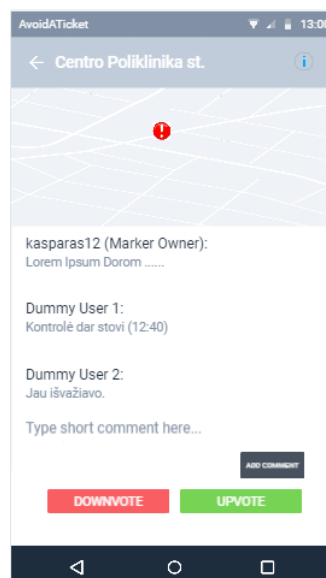 AvoidATicket 13:00
Centro Poliklinika st.
kasparas12 (Marker Owner):
Lorem Ipsum Dorom ......
Dummy User 1:
Kontrolė dar stovi (12:40)
Dummy User 2:
Jau išvažiavo.
Type short comment here...
ADD COMMENT
DOWNVOTE UPVOTE